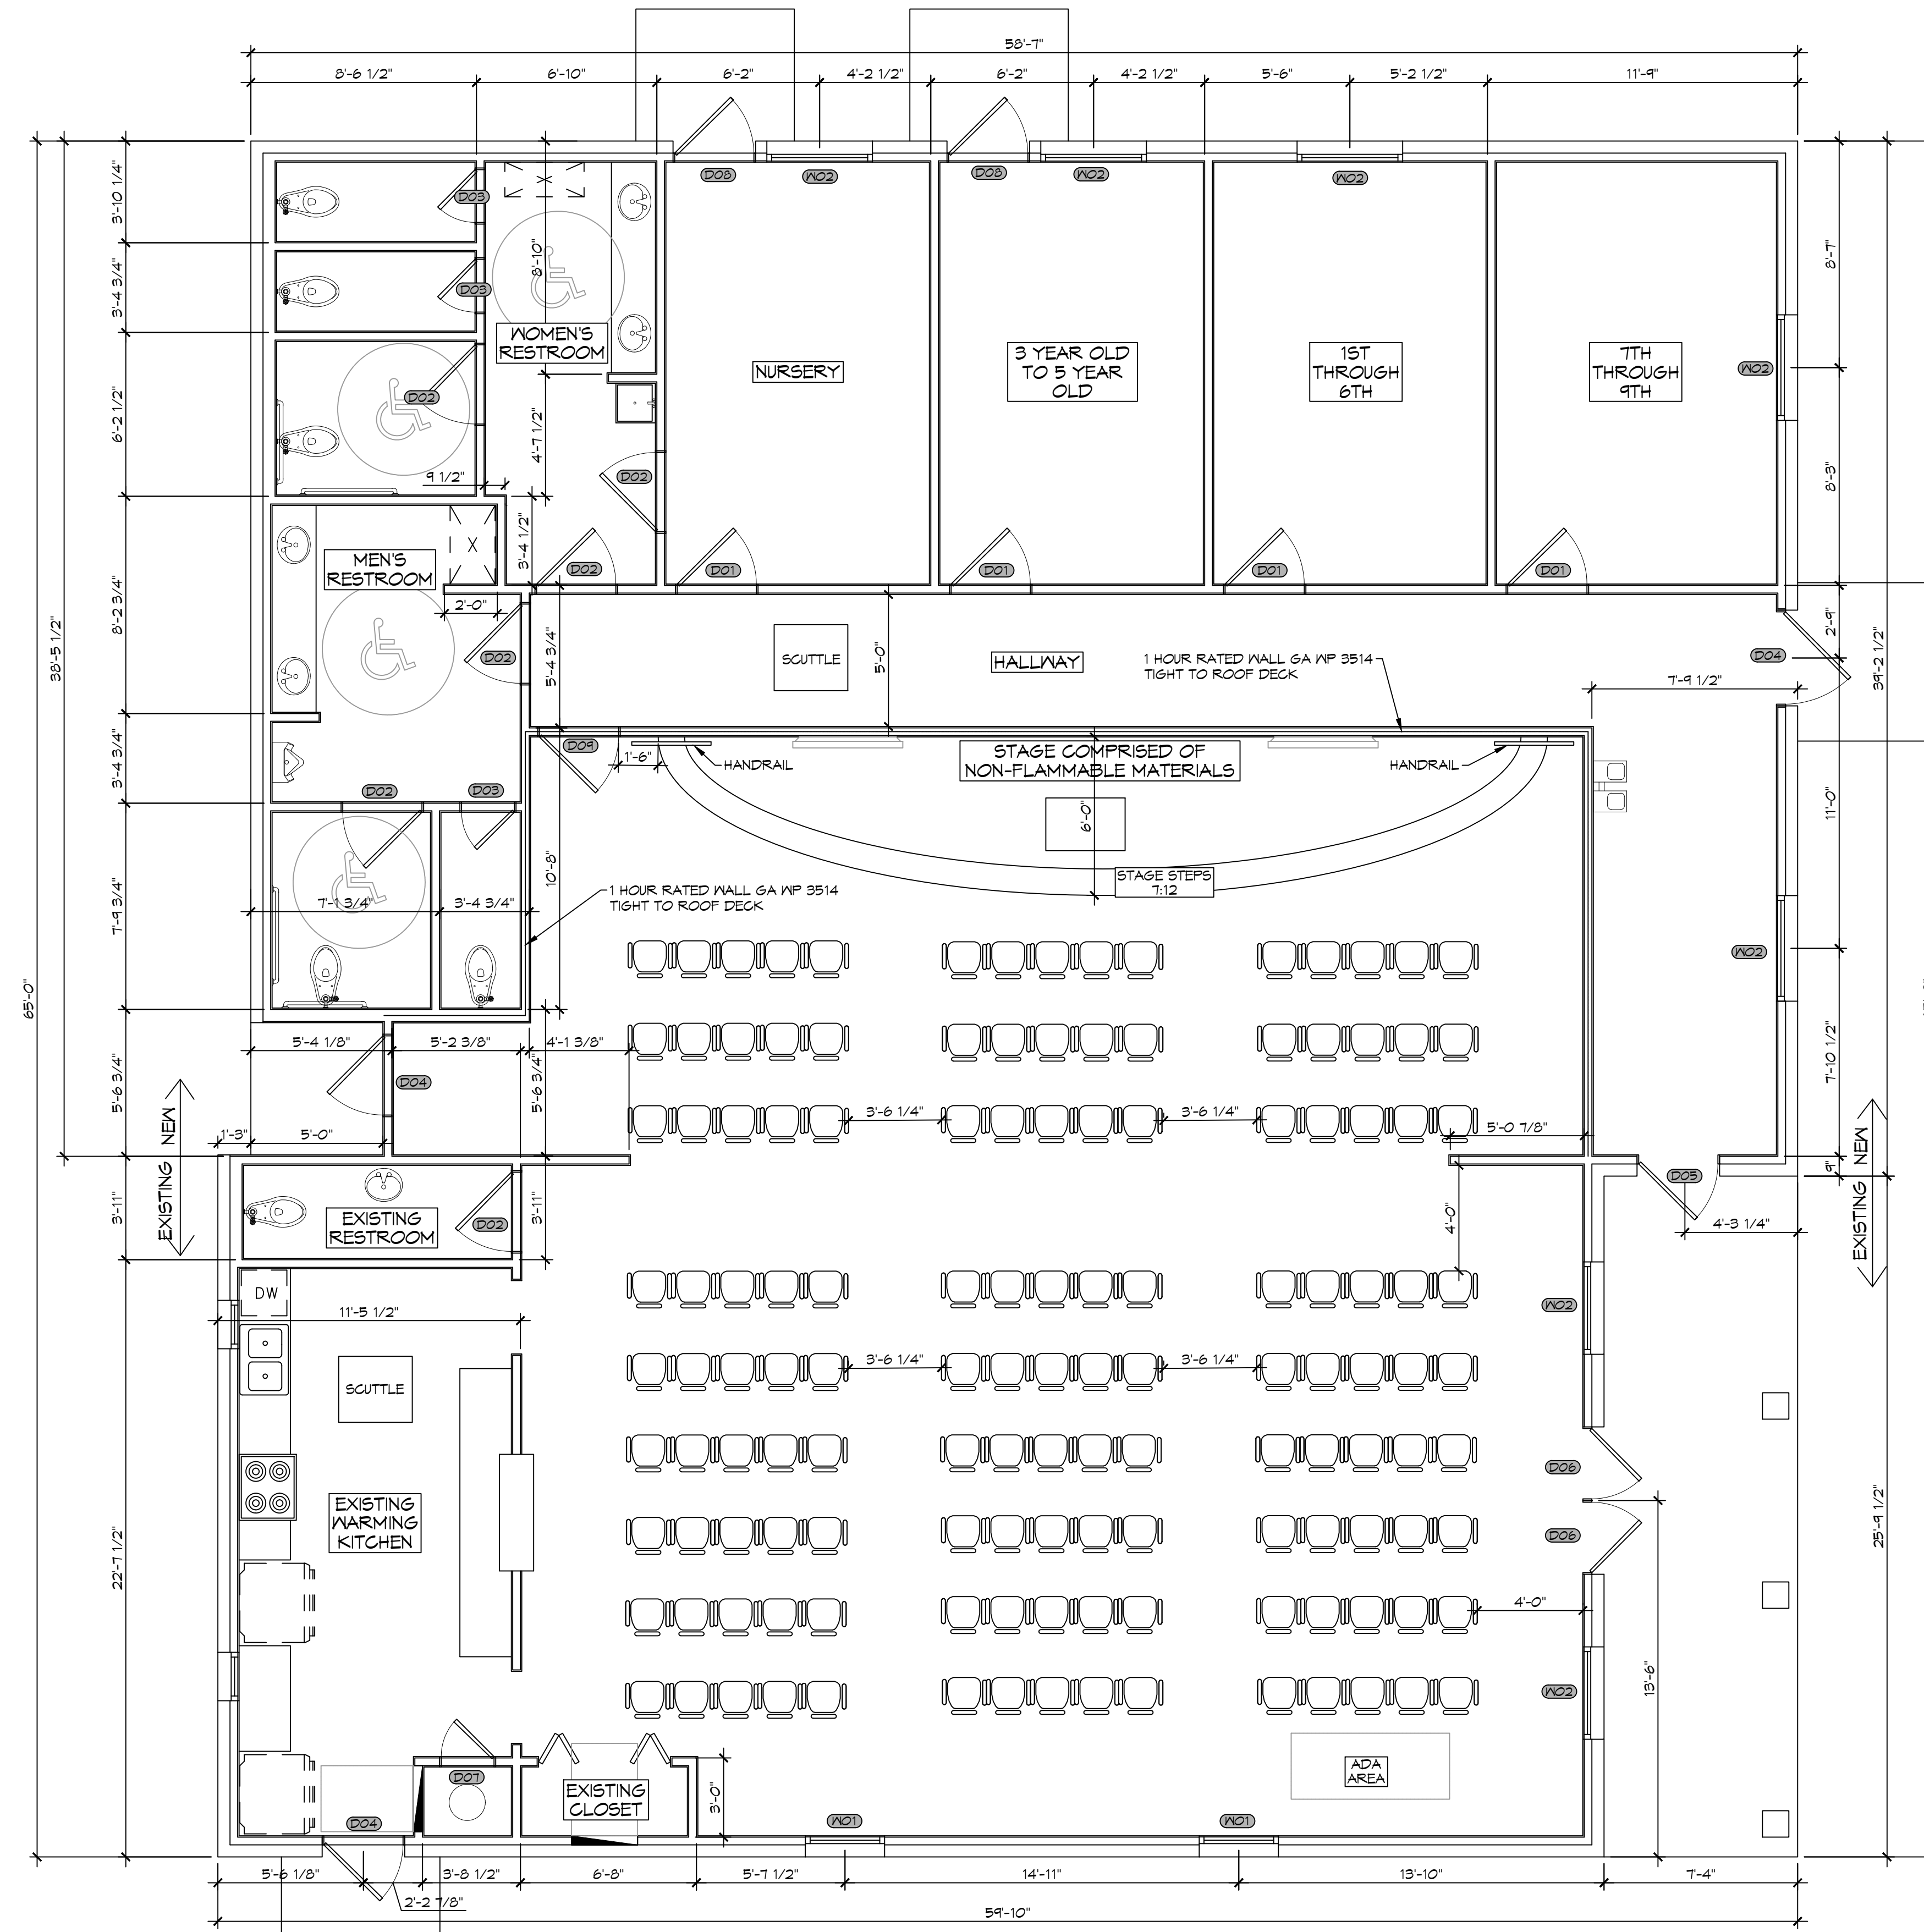 58'-7"
8'-6 1/2" 6'-10" 6'-2" 4'-2 1/2" 6'-2" 4'-2 1/2" 5'-6" 5'-2 1/2" 11'-9"
D08 W02 D08 W02 W02
3'-10 1/4"
D03
8'-10"
8'-7"
3'-4 3/4"
D03
WOMEN'S
RESTROOM
NURSERY
3 YEAR OLD
TO 5 YEAR
OLD
1ST
THROUGH
6TH
7TH
THROUGH
9TH
W02
6'-2 1/2"
D02
4'-7 1/2"
9 1/2"
D02
8'-3"
3'-4 1/2"
MEN'S
RESTROOM
D02 D01 D01 D01 D01
2'-0"
8'-2 3/4"
38'-5 1/2"
D02
5'-4 3/4"
SCUTTLE
5'-0"
HALLWAY
1 HOUR RATED WALL GA WP 3514
TIGHT TO ROOF DECK
D04
2'-9"
39'-2 1/2"
7'-9 1/2"
3'-4 3/4"
D09
1'-6"
HANDRAIL
STAGE COMPRISED OF
NON-FLAMMABLE MATERIALS
HANDRAIL
D02 D03
6'-0"
11'-0"
STAGE STEPS
7:12
10'-8"
7'-9 3/4"
7'-1 3/4" 3'-4 3/4"
1 HOUR RATED WALL GA WP 3514
TIGHT TO ROOF DECK
W02
65'-0"
5'-4 1/8" 5'-2 3/8" 4'-1 3/8"
5'-6 3/4"
D04
5'-6 3/4"
7'-10 1/2"
EXISTING NEW
1'-3" 5'-0"
3'-6 1/4" 3'-6 1/4"
5'-0 7/8"
EXISTING NEW
9"
D05
3'-11"
EXISTING
RESTROOM
D02
3'-11"
4'-0"
4'-3 1/4"
DW
11'-5 1/2"
W02
3'-6 1/4" 3'-6 1/4"
SCUTTLE
D06
EXISTING
WARMING
KITCHEN
D06
22'-7 1/2"
25'-9 1/2"
4'-0"
13'-6"
W02
D07
EXISTING
CLOSET
3'-0"
ADA
AREA
D04 W01 W01
5'-6 1/8" 3'-8 1/2" 6'-8" 5'-7 1/2" 14'-11" 13'-10" 7'-4"
2'-2 7/8"
59'-10"